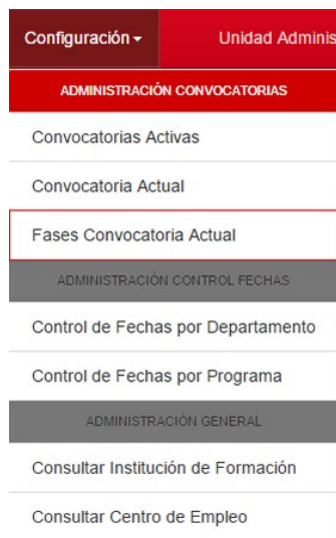 Configuración Unidad Adminis
ADMINISTRACIÓN CONVOCATORIAS
Convocatorias Activas
Convocatoria Actual
Fases Convocatoria Actual
ADMINISTRACIÓN CONTROL FECHAS
Control de Fechas por Departamento
Control de Fechas por Programa
ADMINISTRACIÓN GENERAL
Consultar Institución de Formación
Consultar Centro de Empleo